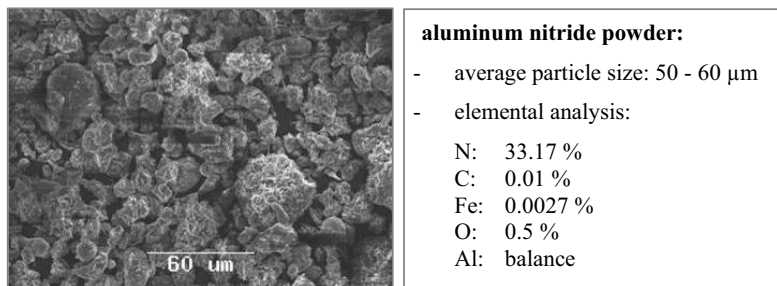 60 um
aluminum nitride powder:
- average particle size: 50 - 60 µm
- elemental analysis:
N: 33.17 %
C: 0.01 %
Fe: 0.0027 %
O: 0.5 %
Al: balance